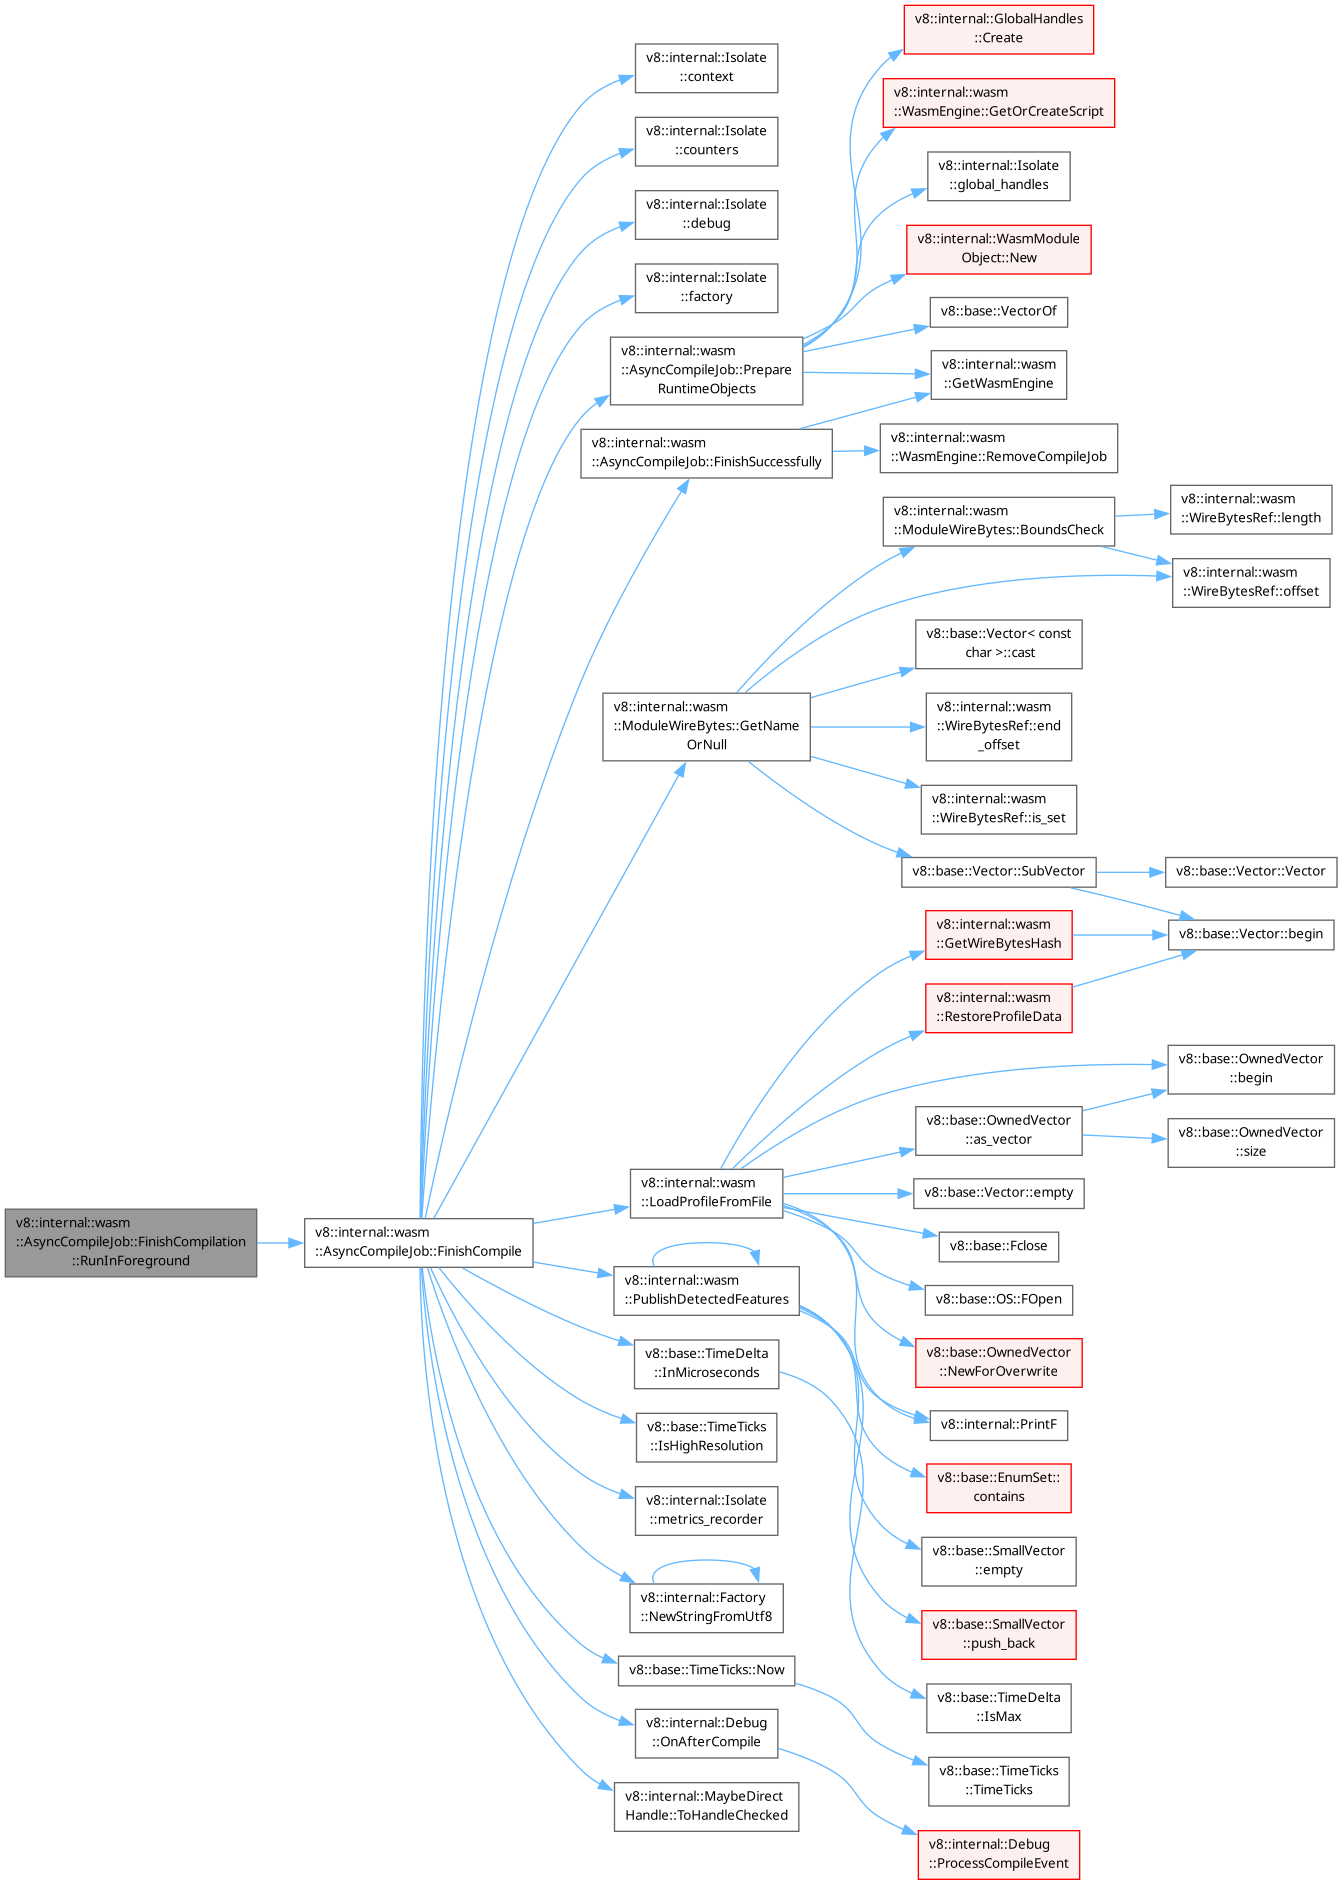 v8::internal::wasm
::AsyncCompileJob::FinishCompilation
::RunInForeground
v8::internal::wasm
::AsyncCompileJob::FinishCompile
v8::internal::Isolate
::context
v8::internal::Isolate
::counters
v8::internal::Isolate
::debug
v8::internal::Isolate
::factory
v8::internal::wasm
::AsyncCompileJob::Prepare
RuntimeObjects
v8::internal::wasm
::AsyncCompileJob::FinishSuccessfully
v8::internal::wasm
::ModuleWireBytes::GetName
OrNull
v8::internal::wasm
::LoadProfileFromFile
v8::internal::wasm
::PublishDetectedFeatures
v8::base::TimeDelta
::InMicroseconds
v8::base::TimeTicks
::IsHighResolution
v8::internal::Isolate
::metrics_recorder
v8::internal::Factory
::NewStringFromUtf8
v8::base::TimeTicks::Now
v8::internal::Debug
::OnAfterCompile
v8::internal::MaybeDirect
Handle::ToHandleChecked
v8::internal::GlobalHandles
::Create
v8::internal::wasm
::WasmEngine::GetOrCreateScript
v8::internal::Isolate
::global_handles
v8::internal::WasmModule
Object::New
v8::base::VectorOf
v8::internal::wasm
::GetWasmEngine
v8::internal::wasm
::WasmEngine::RemoveCompileJob
v8::internal::wasm
::ModuleWireBytes::BoundsCheck
v8::base::Vector< const
char >::cast
v8::internal::wasm
::WireBytesRef::end
_offset
v8::internal::wasm
::WireBytesRef::is_set
v8::base::Vector::SubVector
v8::internal::wasm
::GetWireBytesHash
v8::internal::wasm
::RestoreProfileData
v8::base::OwnedVector
::as_vector
v8::base::Vector::empty
v8::base::Fclose
v8::base::OS::FOpen
v8::base::OwnedVector
::NewForOverwrite
v8::internal::PrintF
v8::base::EnumSet::
contains
v8::base::SmallVector
::empty
v8::base::SmallVector
::push_back
v8::base::TimeDelta
::IsMax
v8::base::TimeTicks
::TimeTicks
v8::internal::Debug
::ProcessCompileEvent
v8::internal::wasm
::WireBytesRef::length
v8::internal::wasm
::WireBytesRef::offset
v8::base::Vector::Vector
v8::base::Vector::begin
v8::base::OwnedVector
::begin
v8::base::OwnedVector
::size